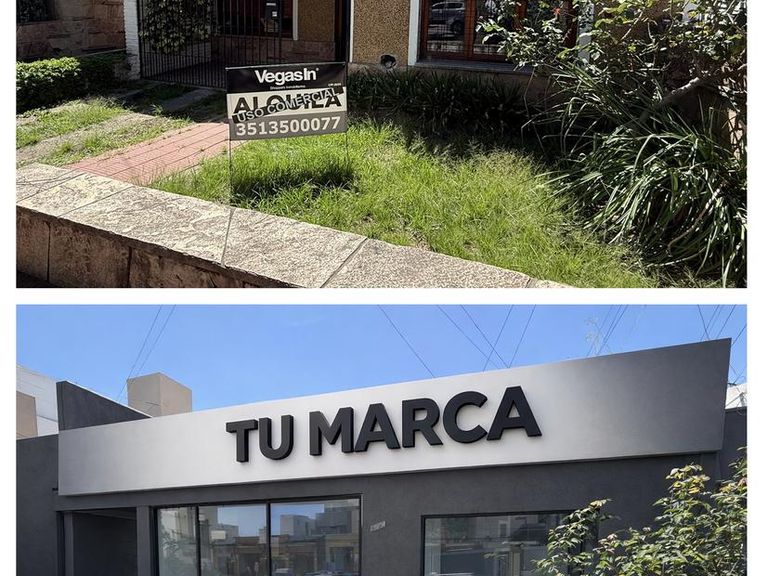 VegasIn®
ALQUILA
USO COMERCIAL
3513500077
TU MARCA